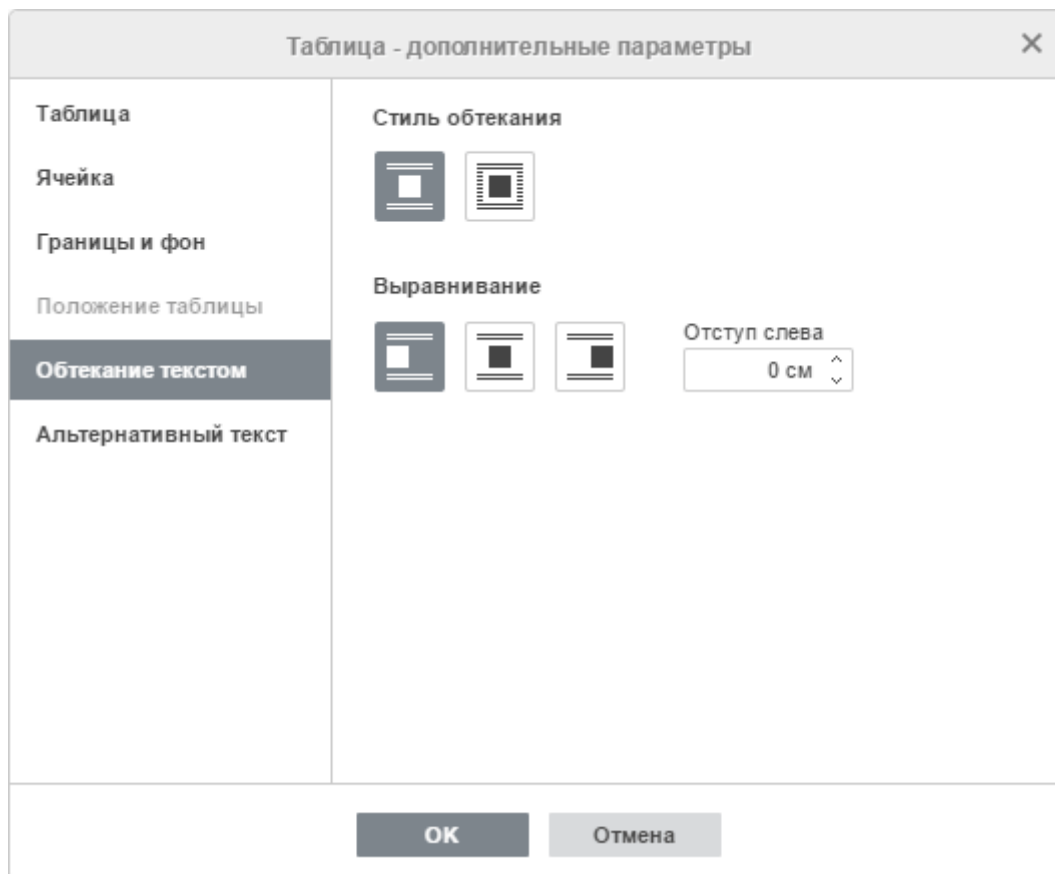 Таблица - дополнительные параметры
Таблица
Ячейка
Границы и фон
Положение таблицы
Обтекание текстом
Альтернативный текст
Стиль обтекания
Выравнивание
Отступ слева
0 см
ОК
Отмена